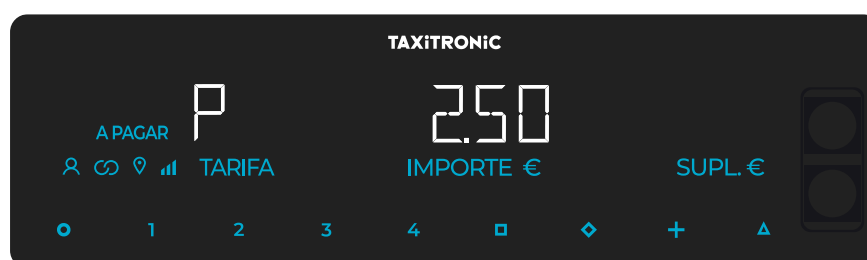 TAXiTRONiC
P 2.50
A PAGAR
TARIFA IMPORTE € SUPL. €
1 2 3 4